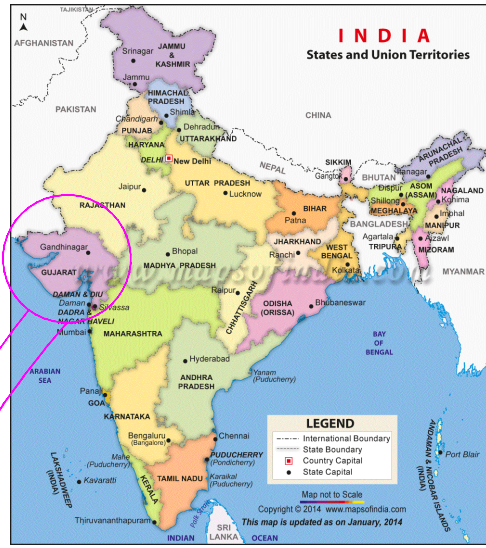 INDIA
States and Union Territories
N
TAJIKISTAN
AFGHANISTAN
PAKISTAN
CHINA
NEPAL
BHUTAN
BANGLADESH
MYANMAR
JAMMU
&
KASHMIR
Srinagar
Jammu
HIMACHAL
PRADESH
Shimla
Chandigarh
PUNJAB
Dehradun
UTTARAKHAND
HARYANA
DELHI
New Delhi
RAJASTHAN
Jaipur
UTTAR PRADESH
Lucknow
BIHAR
Patna
SIKKIM
Gangtok
ARUNACHAL
PRADESH
Itanagar
ASOM
(ASSAM)
Dispur
Shillong
MEGHALAYA
NAGALAND
Kohima
Imphal
MANIPUR
Agartala
TRIPURA
Aizawl
MIZORAM
Gandhinagar
GUJARAT
Bhopal
MADHYA PRADESH
JHARKHAND
Ranchi
WEST
BENGAL
Kolkata
www.mapsofindia.com
Raipur
CHHATTISGARH
ODISHA
(ORISSA)
Bhubaneswar
DAMAN & DIU
Daman
Silvassa
DADRA &
NAGAR HAVELI
Mumbai
MAHARASHTRA
Hyderabad
ANDHRA
PRADESH
Yanam
(Puducherry)
BAY
OF
BENGAL
ARABIAN
SEA
Panaji
GOA
KARNATAKA
Bengaluru
(Bangalore)
Chennai
Mahe
(Puducherry)
PUDUCHERRY
(Pondicherry)
TAMIL NADU
Karaikal
(Puducherry)
KERALA
Thiruvananthapuram
LAKSHADWEEP
(INDIA)
Kavaratti
ANDAMAN & NICOBAR ISLANDS
(INDIA)
Port Blair
Palk Strait
SRI
LANKA
INDIAN OCEAN
LEGEND
International Boundary
State Boundary
Country Capital
State Capital
Map not to Scale
Copyright © 2014 www.mapsofindia.com
This map is updated as on January, 2014